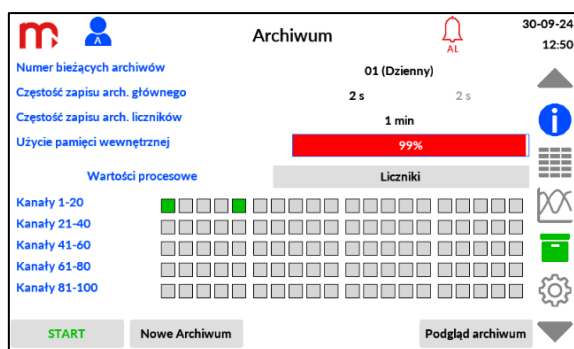 m A Archiwum AL 30-09-24
12:50
Numer bieżących archiwów 01 (Dzienny)
Częstość zapisu arch. głównego 2 s 2 s
Częstość zapisu arch. liczników 1 min
Użycie pamięci wewnętrznej 99%
Wartości procesowe Liczniki
Kanały 1-20
Kanały 21-40
Kanały 41-60
Kanały 61-80
Kanały 81-100
START Nowe Archiwum Podgląd archiwum